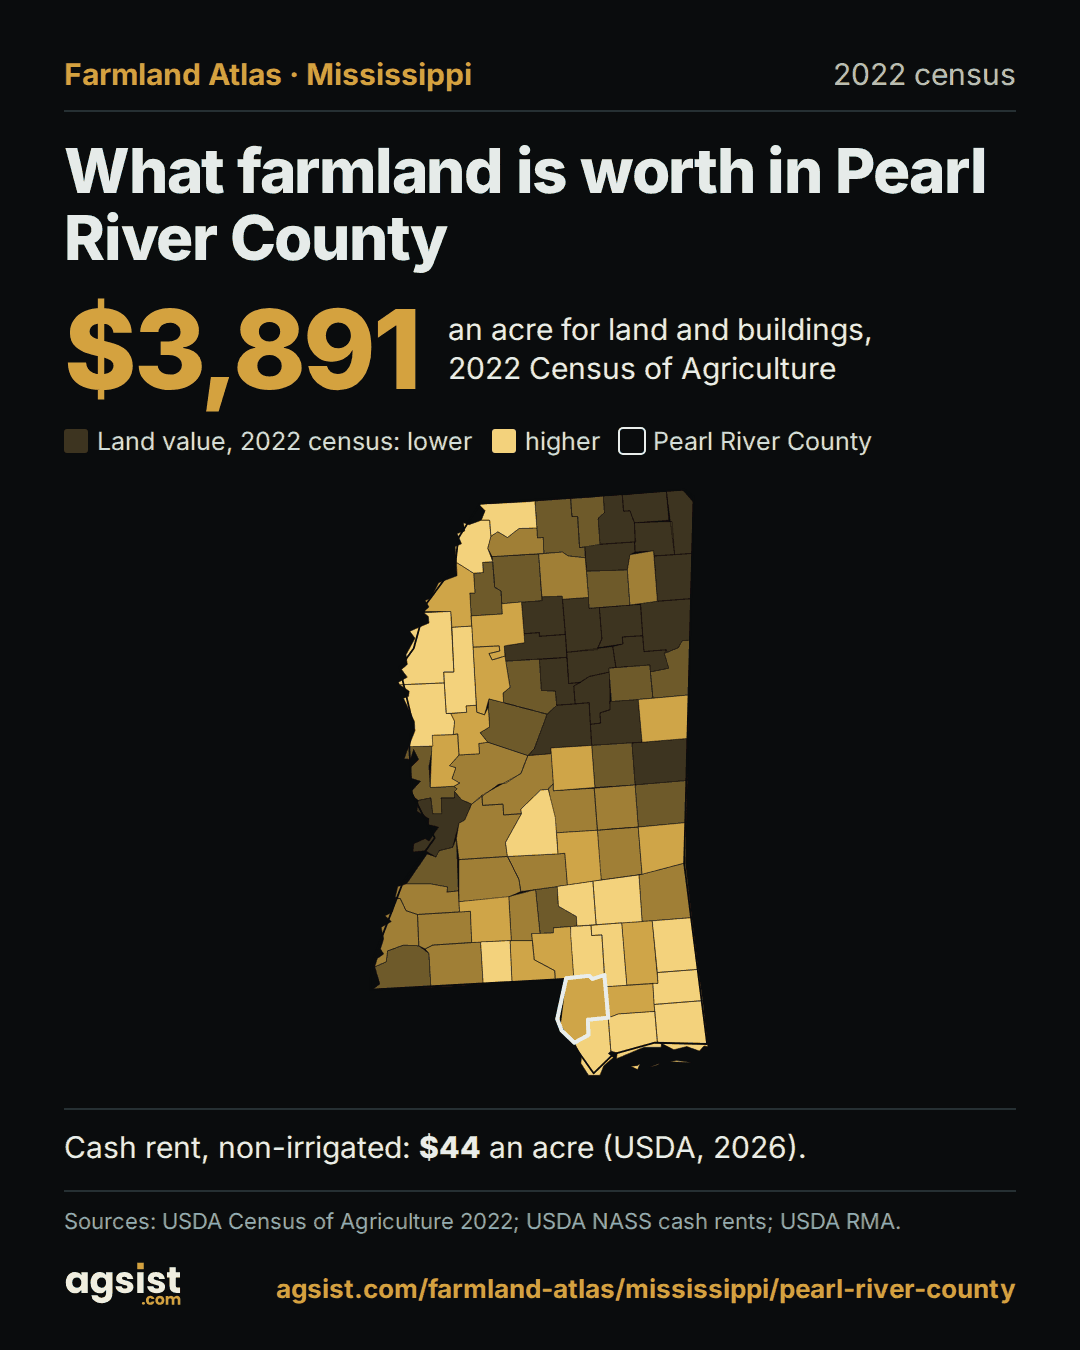 Farmland Atlas · Mississippi
2022 census
What farmland is worth in Pearl
River County
$3,891
an acre for land and buildings,
2022 Census of Agriculture
Land value, 2022 census: lower
higher
Pearl River County
Cash rent, non-irrigated: $44 an acre (USDA, 2026).
Sources: USDA Census of Agriculture 2022; USDA NASS cash rents; USDA RMA.
agsist
.com
agsist.com/farmland-atlas/mississippi/pearl-river-county